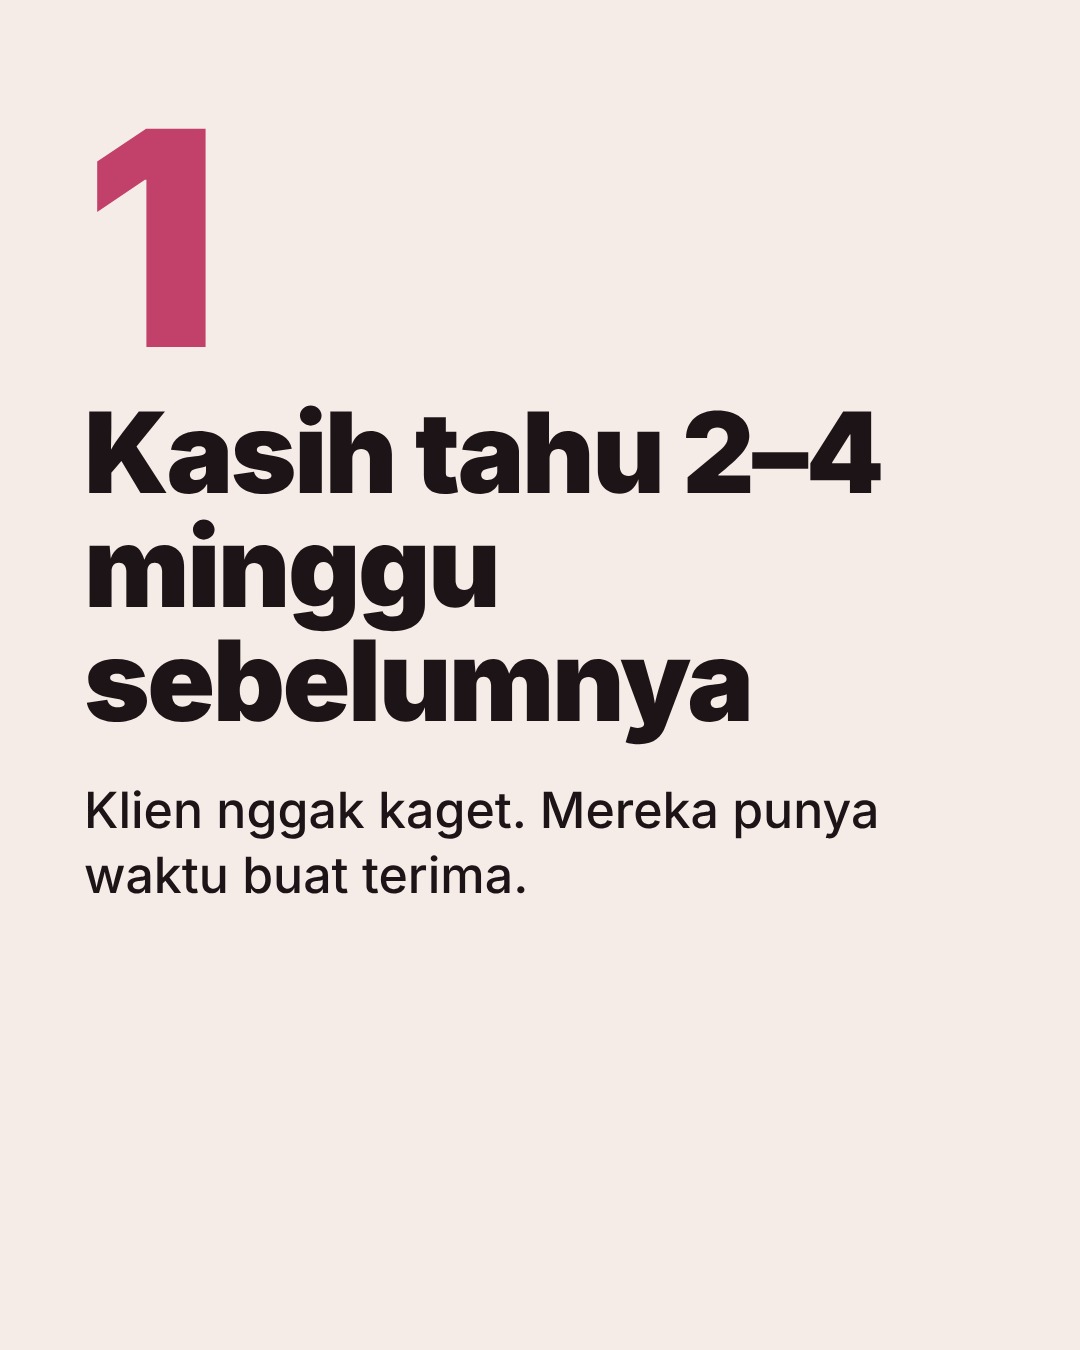 1
Kasih tahu 2–4
minggu
sebelumnya
Klien nggak kaget. Mereka punya
waktu buat terima.